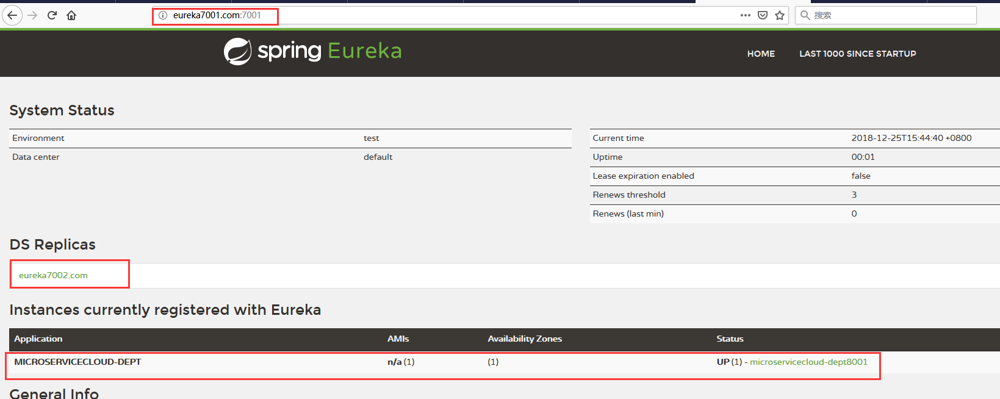 eureka7001.com:7001
搜索
spring Eureka
HOME
LAST 1000 SINCE STARTUP
System Status
Environment test
Data center default
Current time 2018-12-25T15:44:40 +0800
Uptime 00:01
Lease expiration enabled false
Renews threshold 3
Renews (last min) 0
DS Replicas
eureka7002.com
Instances currently registered with Eureka
Application AMIs Availability Zones Status
MICROSERVICECLOUD-DEPT n/a (1) (1) UP (1) - microservicecloud-dept8001
General Info